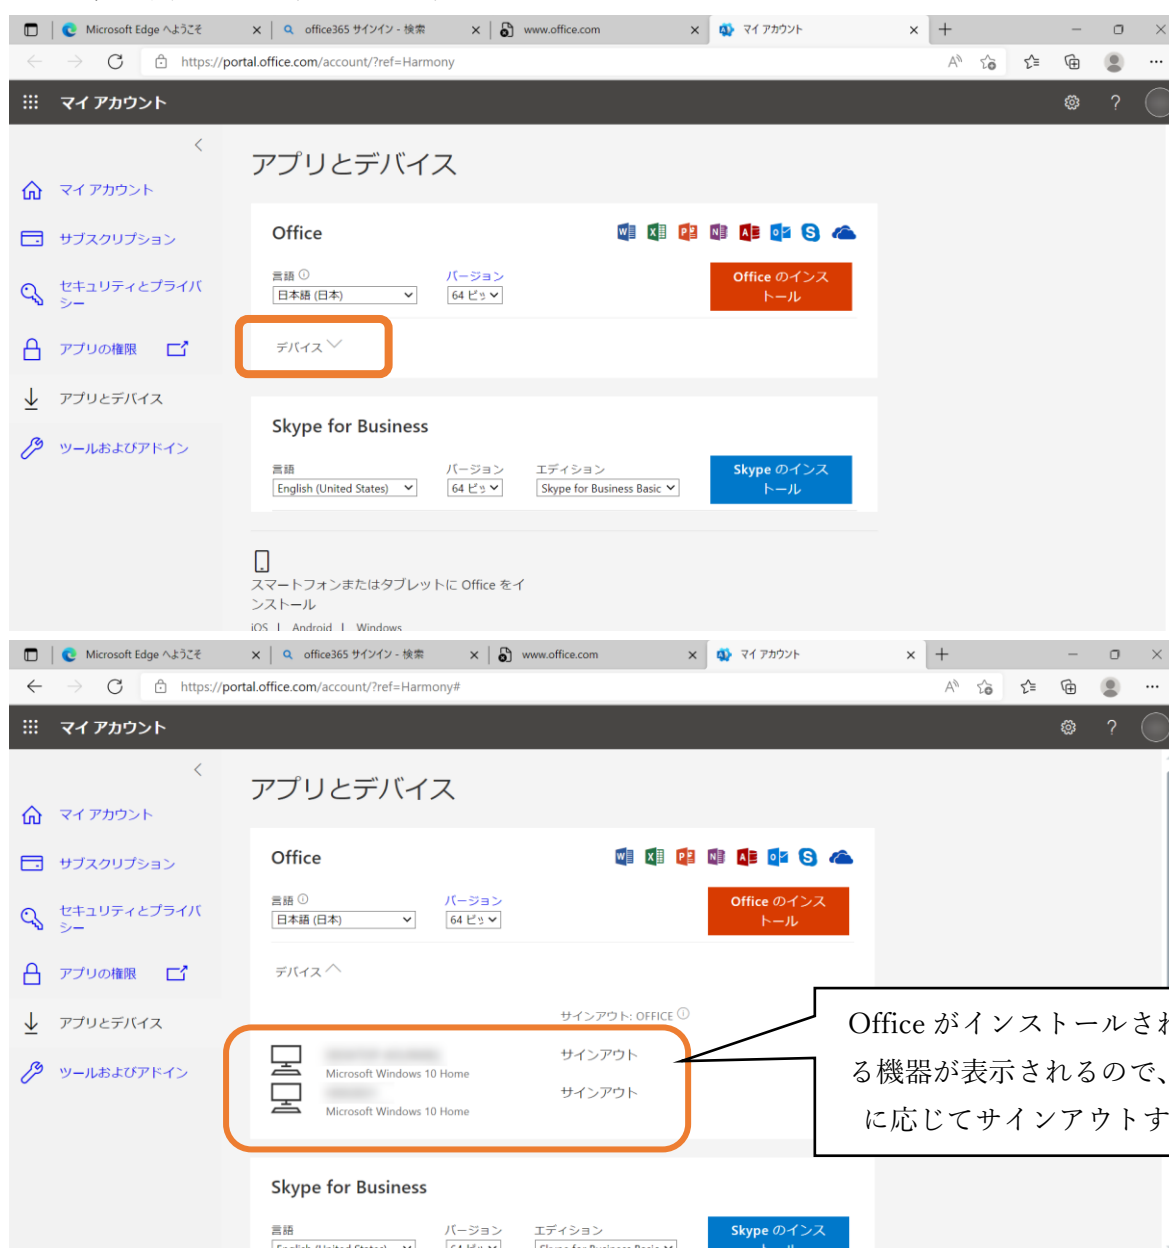 Microsoft Edge へようこそ
office365 サインイン - 検索
www.office.com
マイ アカウント
https://portal.office.com/account/?ref=Harmony
マイ アカウント
アプリとデバイス
マイ アカウント
サブスクリプション
セキュリティとプライバ
シー
アプリの権限
アプリとデバイス
ツールおよびアドイン
Office
言語
バージョン
日本語 (日本)
64 ビッ
Office のインス
トール
デバイス
Skype for Business
言語
バージョン
エディション
English (United States)
64 ビッ
Skype for Business Basic
Skype のインス
トール
スマートフォンまたはタブレットに Office をイ
ンストール
iOS | Android | Windows
Microsoft Edge へようこそ
office365 サインイン - 検索
www.office.com
マイ アカウント
https://portal.office.com/account/?ref=Harmony#
マイ アカウント
アプリとデバイス
マイ アカウント
サブスクリプション
セキュリティとプライバ
シー
アプリの権限
アプリとデバイス
ツールおよびアドイン
Office
言語
バージョン
日本語 (日本)
64 ビッ
Office のインス
トール
デバイス
サインアウト: OFFICE
サインアウト
Microsoft Windows 10 Home
サインアウト
Microsoft Windows 10 Home
Office がインストールされ
る機器が表示されるので、
に応じてサインアウトす
Skype for Business
言語
バージョン
エディション
English (United States)
64 ビッ
Skype for Business Basic
Skype のインス
トール